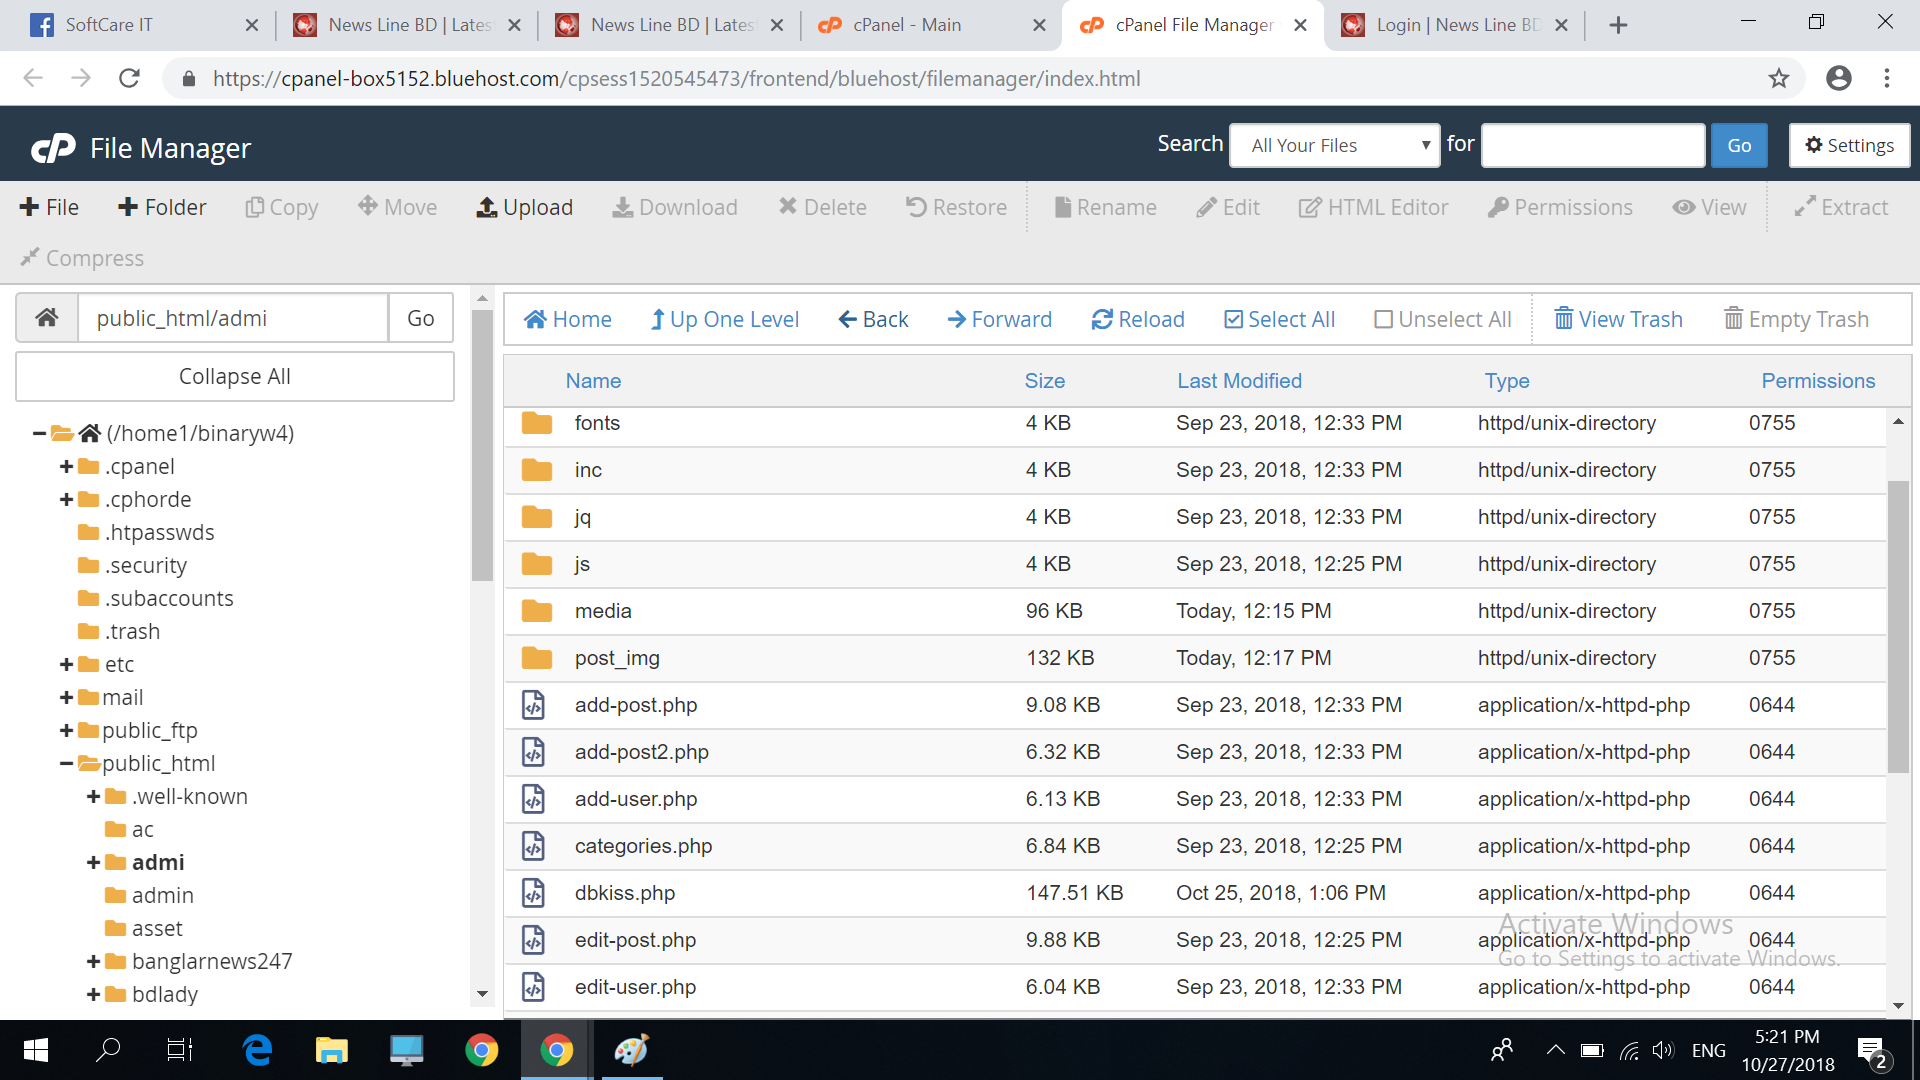 SoftCare IT
News Line BD | Lates
News Line BD | Lates
cPanel - Main
cPanel File Manager
Login | News Line BD
https://cpanel-box5152.bluehost.com/cpsess1520545473/frontend/bluehost/filemanager/index.html
cP File Manager
Search All Your Files for Go Settings
File Folder Copy Move Upload Download Delete Restore Rename Edit HTML Editor Permissions View Extract
Compress
public_html/admi Go
Collapse All
(/home1/binaryw4)
.cpanel
.cphorde
.htpasswds
.security
.subaccounts
.trash
etc
mail
public_ftp
public_html
.well-known
ac
admi
admin
asset
banglarnews247
bdlady
Home Up One Level Back Forward Reload Select All Unselect All View Trash Empty Trash
Name Size Last Modified Type Permissions
fonts 4 KB Sep 23, 2018, 12:33 PM httpd/unix-directory 0755
inc 4 KB Sep 23, 2018, 12:33 PM httpd/unix-directory 0755
jq 4 KB Sep 23, 2018, 12:33 PM httpd/unix-directory 0755
js 4 KB Sep 23, 2018, 12:25 PM httpd/unix-directory 0755
media 96 KB Today, 12:15 PM httpd/unix-directory 0755
post_img 132 KB Today, 12:17 PM httpd/unix-directory 0755
add-post.php 9.08 KB Sep 23, 2018, 12:33 PM application/x-httpd-php 0644
add-post2.php 6.32 KB Sep 23, 2018, 12:33 PM application/x-httpd-php 0644
add-user.php 6.13 KB Sep 23, 2018, 12:33 PM application/x-httpd-php 0644
categories.php 6.84 KB Sep 23, 2018, 12:25 PM application/x-httpd-php 0644
dbkiss.php 147.51 KB Oct 25, 2018, 1:06 PM application/x-httpd-php 0644
edit-post.php 9.88 KB Sep 23, 2018, 12:25 PM application/x-httpd-php 0644
edit-user.php 6.04 KB Sep 23, 2018, 12:33 PM application/x-httpd-php 0644
Activate Windows
Go to Settings to activate Windows.
ENG
5:21 PM
10/27/2018
2